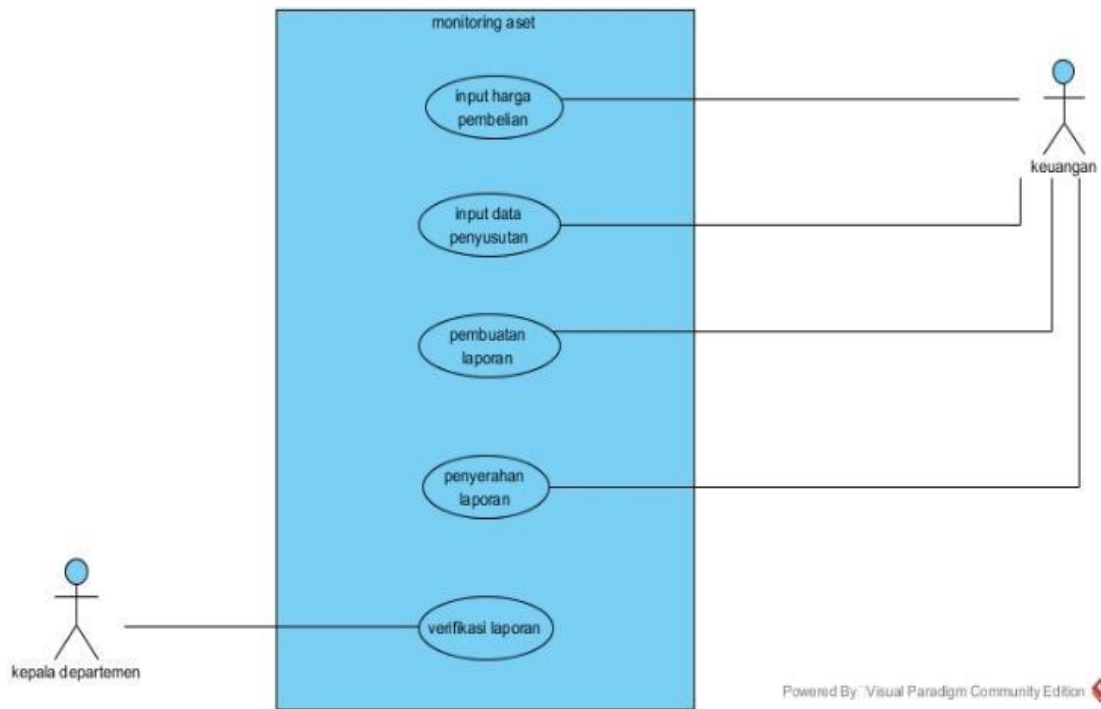 monitoring aset
input harga
pembelian
keuangan
input data
penyusutan
pembuatan
laporan
penyerahan
laporan
verifikasi laporan
kepala departemen
Powered By Visual Paradigm Community Edition